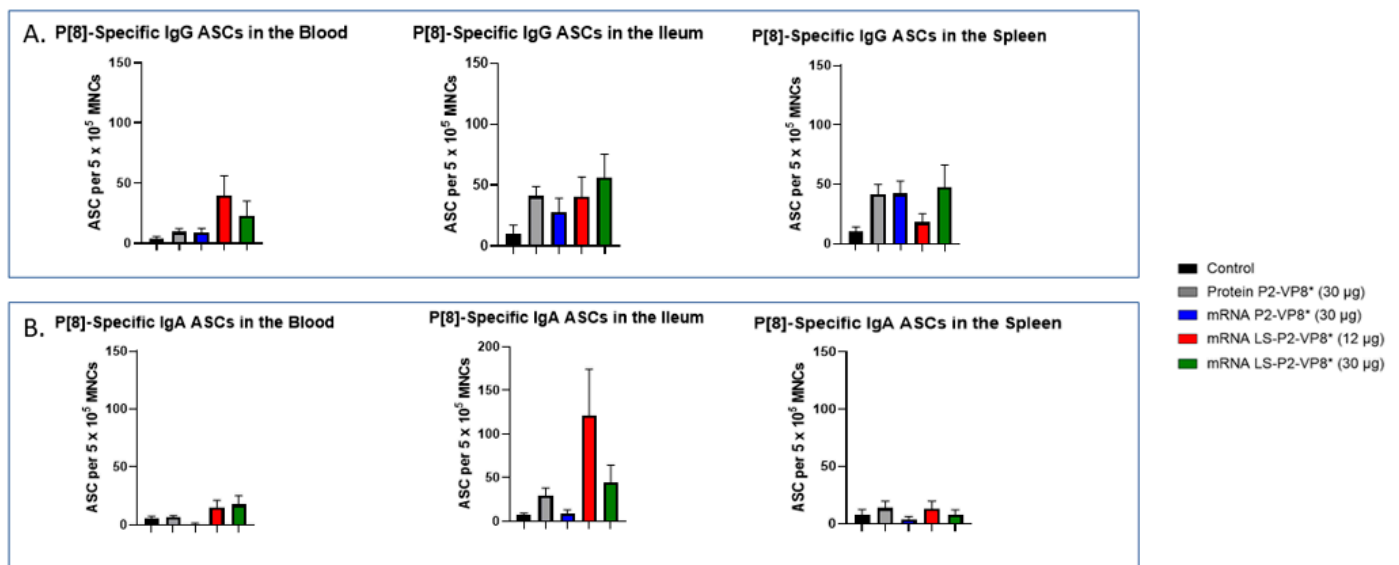 A.
P[8]-Specific IgG ASCs in the Blood
150
100
50
0
ASC per 5 x 10⁵ MNCs
P[8]-Specific IgG ASCs in the Ileum
150
100
50
0
ASC per 5 x 10⁵ MNCs
P[8]-Specific IgG ASCs in the Spleen
150
100
50
0
ASC per 5 x 10⁵ MNCs
B.
P[8]-Specific IgA ASCs in the Blood
150
100
50
0
ASC per 5 x 10⁵ MNCs
P[8]-Specific IgA ASCs in the Ileum
200
150
100
50
0
ASC per 5 x 10⁵ MNCs
P[8]-Specific IgA ASCs in the Spleen
150
100
50
0
ASC per 5 x 10⁵ MNCs
Control
Protein P2-VP8* (30 µg)
mRNA P2-VP8* (30 µg)
mRNA LS-P2-VP8* (12 µg)
mRNA LS-P2-VP8* (30 µg)